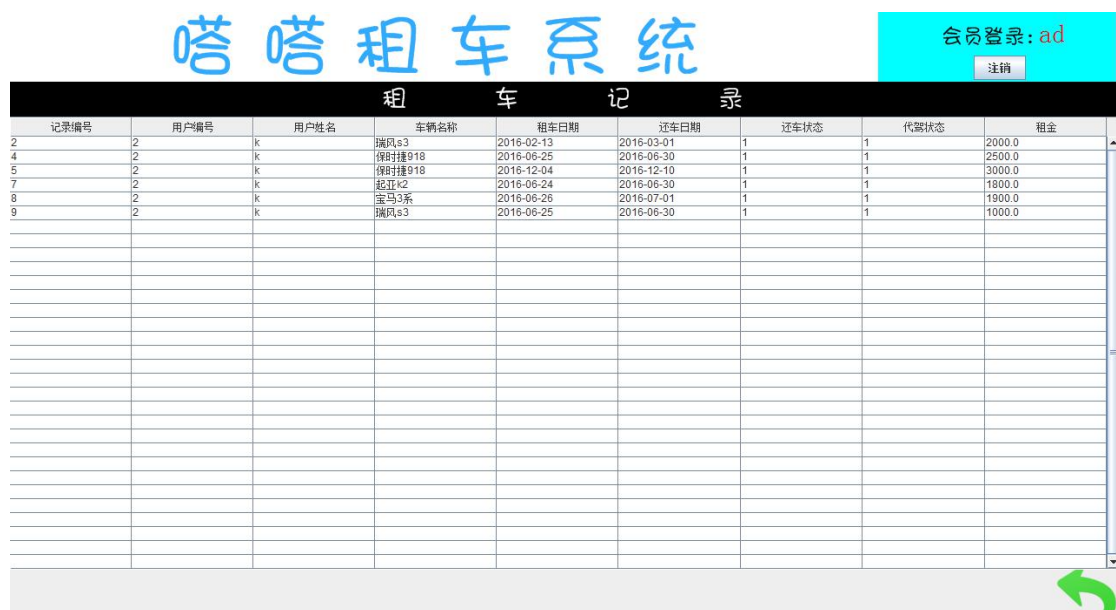 嗒嗒租车系统
会员登录: ad
注销
租车记录
记录编号 用户编号 用户姓名 车辆名称 租车日期 还车日期 还车状态 代驾状态 租金
2 2 k 瑞风s3 2016-02-13 2016-03-01 1 1 2000.0
4 2 k 保时捷918 2016-06-25 2016-06-30 1 1 2500.0
5 2 k 保时捷918 2016-12-04 2016-12-10 1 1 3000.0
7 2 k 起亚k2 2016-06-24 2016-06-30 1 1 1800.0
8 2 k 宝马3系 2016-06-26 2016-07-01 1 1 1900.0
9 2 k 瑞风s3 2016-06-25 2016-06-30 1 1 1000.0